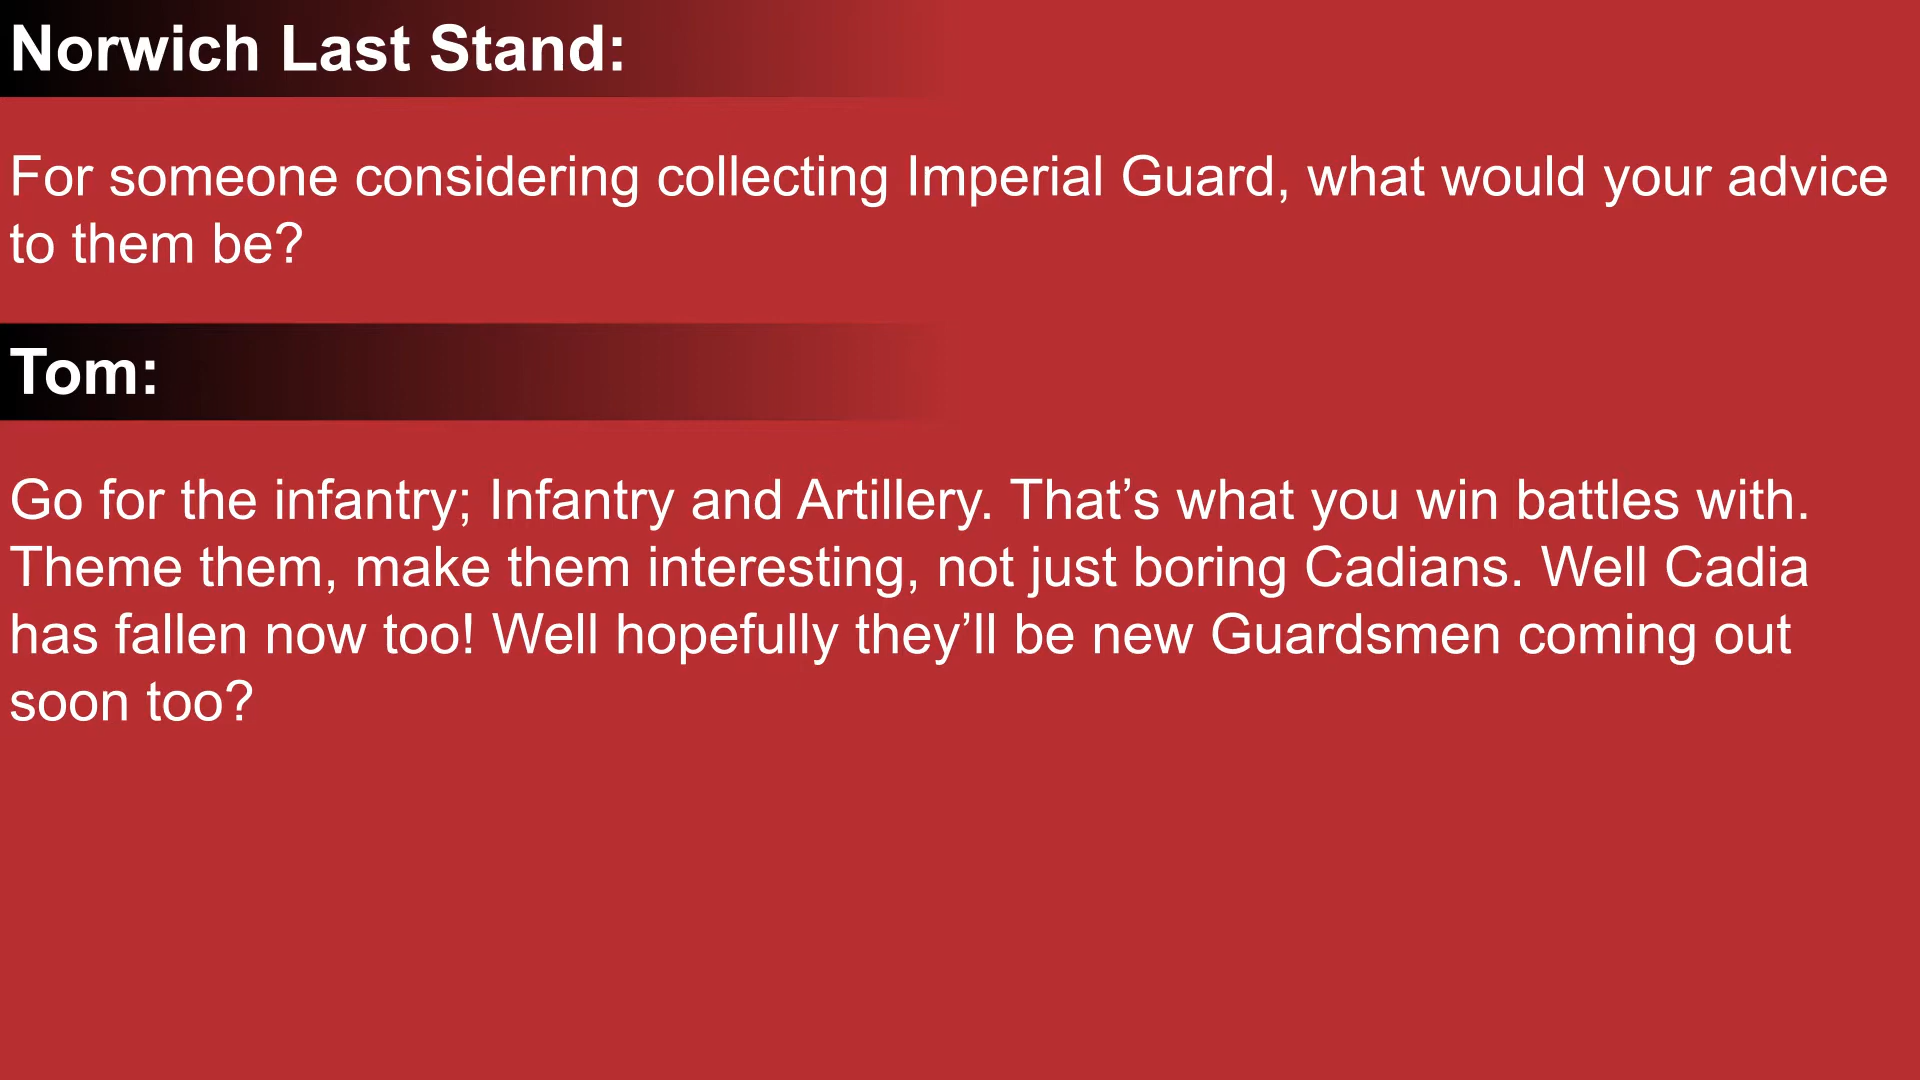 Norwich Last Stand:
For someone considering collecting Imperial Guard, what would your advice
to them be?
Tom:
Go for the infantry; Infantry and Artillery. That’s what you win battles with.
Theme them, make them interesting, not just boring Cadians. Well Cadia
has fallen now too! Well hopefully they’ll be new Guardsmen coming out
soon too?